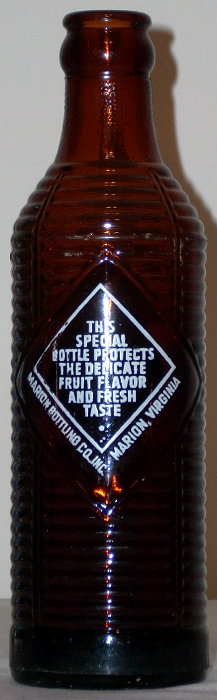 THIS
SPECIAL
BOTTLE PROTECTS
THE DELICATE
FRUIT FLAVOR
AND FRESH
TASTE
MARION BOTTLING CO., INC.
MARION, VIRGINIA